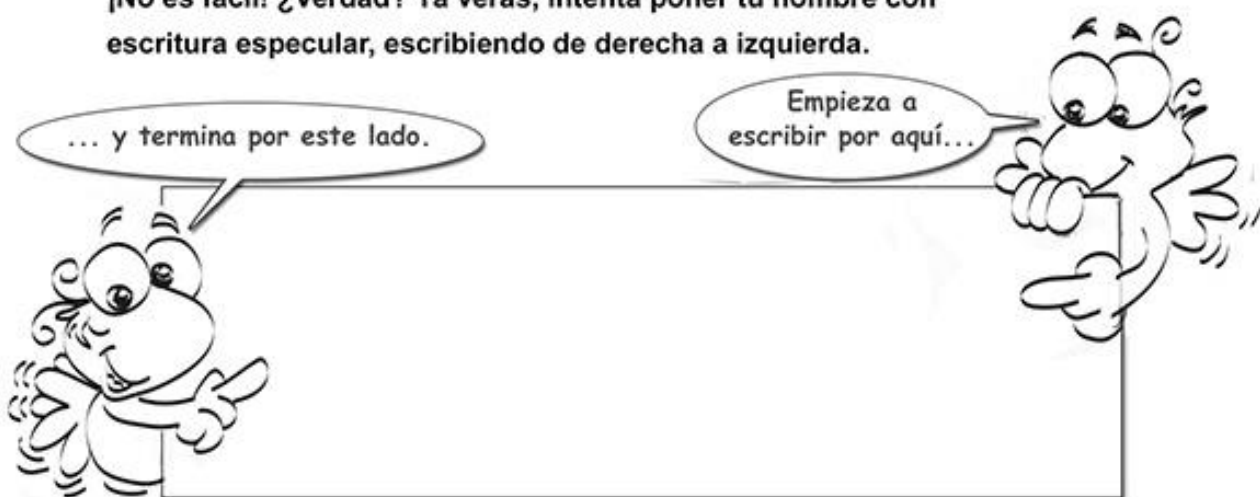 ¡No es fácil! ¿Verdad? Ya verás, intenta poner tu nombre con
escritura especular, escribiendo de derecha a izquierda.
... y termina por este lado.
Empieza a
escribir por aquí...